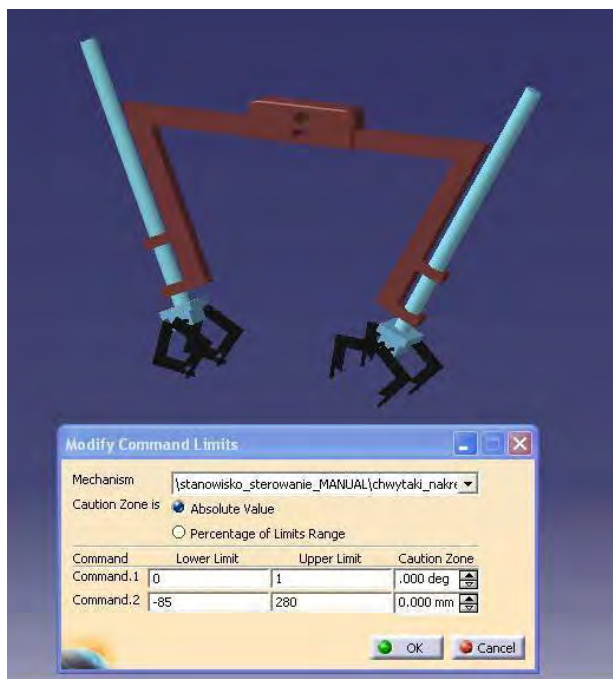 Modify Command Limits
Mechanism \stanowisko_sterowanie_MANUAL\chwytaki_nakre
Caution Zone is Absolute Value
Percentage of Limits Range
Command Lower Limit Upper Limit Caution Zone
Command.1 0 1 .000 deg
Command.2 -85 280 0.000 mm
OK Cancel